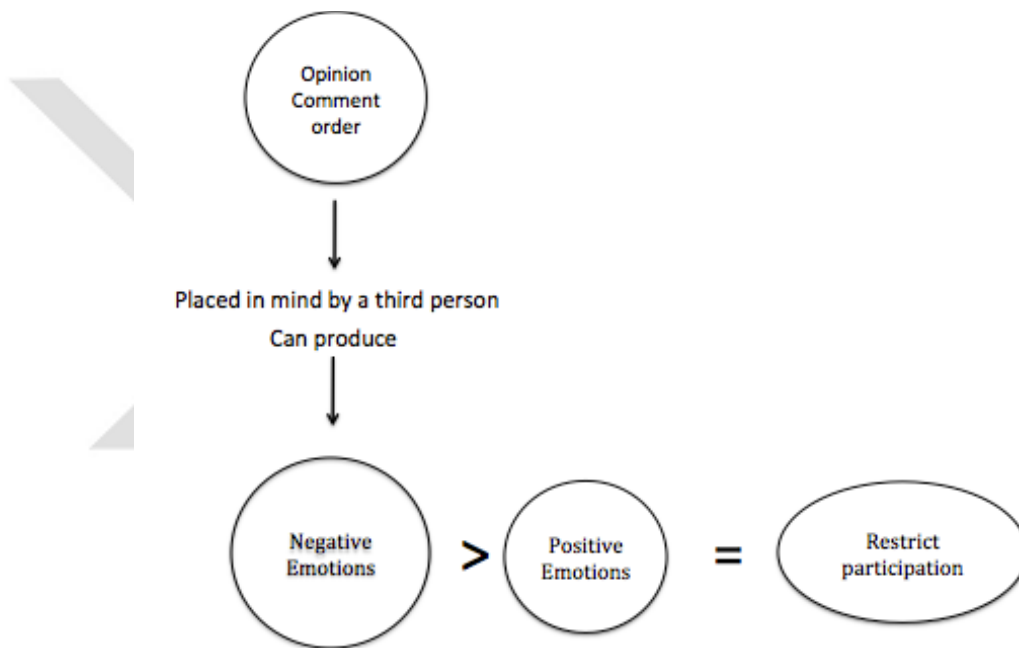 Opinion
Comment
order
Placed in mind by a third person
Can produce
Negative
Emotions
>
Positive
Emotions
=
Restrict
participation